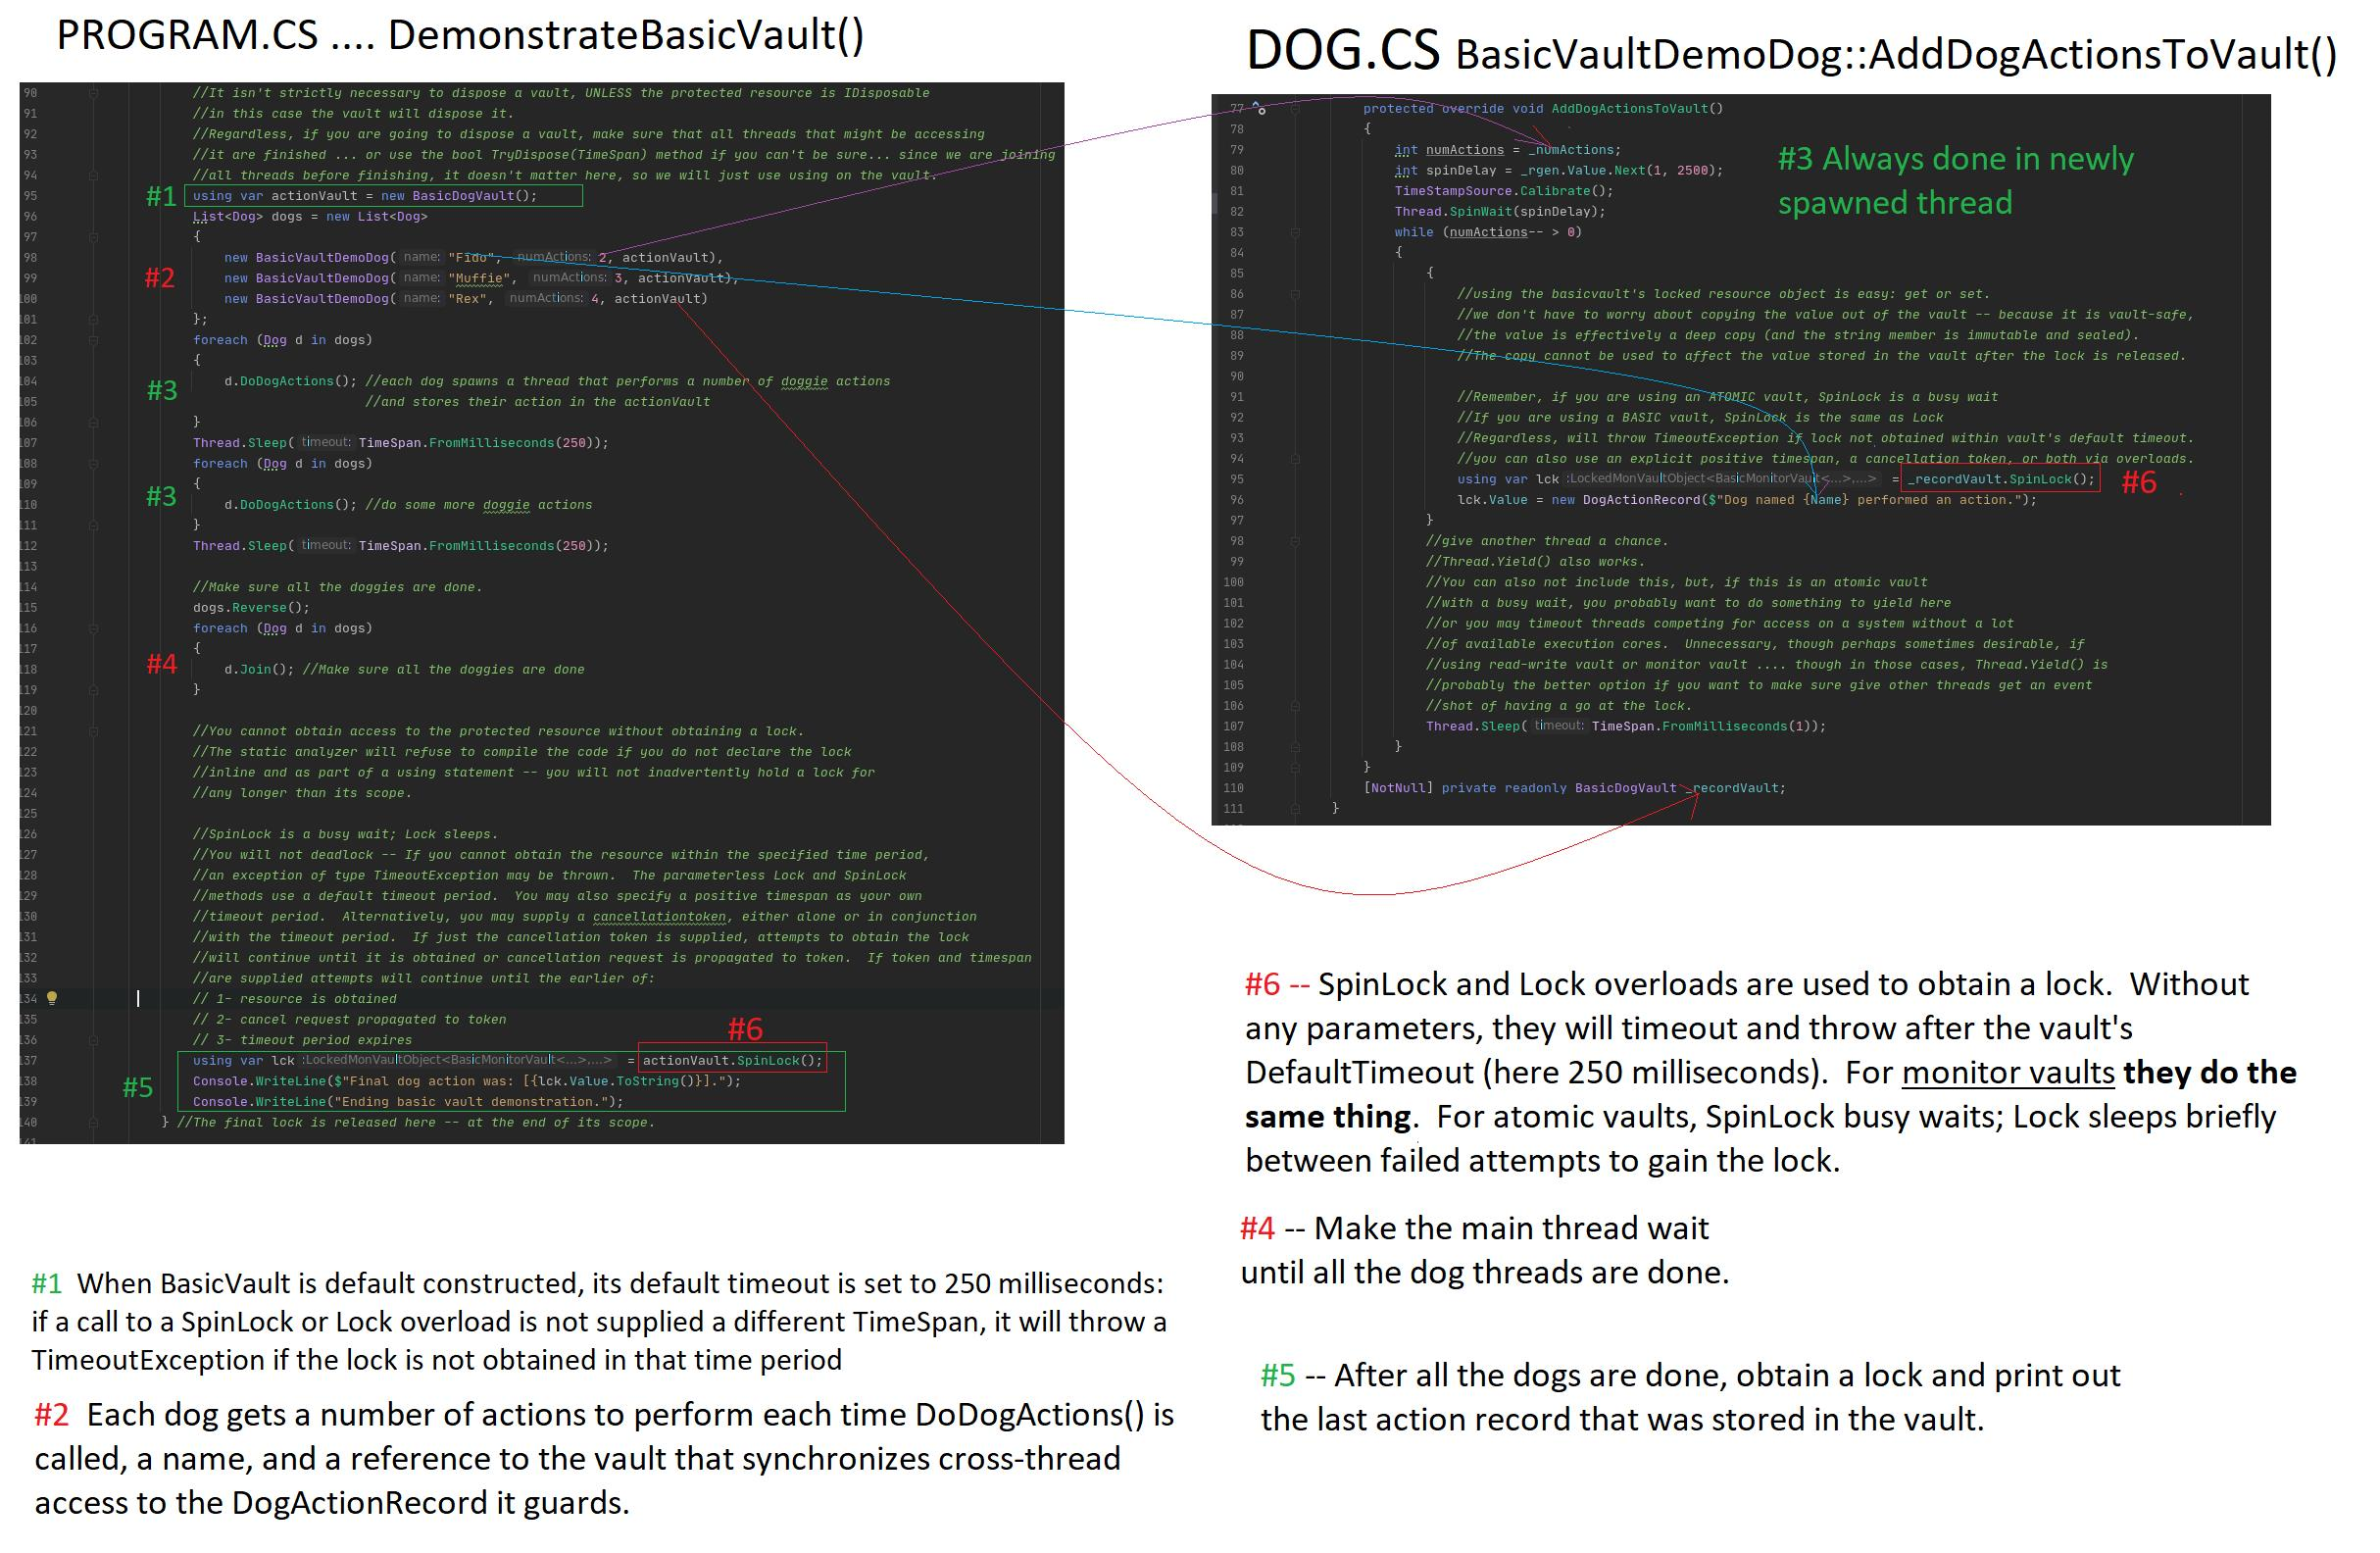 PROGRAM.CS .... DemonstrateBasicVault()
90 //It isn't strictly necessary to dispose a vault, UNLESS the protected resource is IDisposable
91 //in this case the vault will dispose it.
92 //Regardless, if you are going to dispose a vault, make sure that all threads that might be accessing
93 //it are finished ... or use the bool TryDispose(TimeSpan) method if you can't be sure... since we are joining
94 //all threads before finishing, it doesn't matter here, so we will just use using on the vault.
#1
95 using var actionVault = new BasicDogVault();
96 List<Dog> dogs = new List<Dog>
97 {
98 new BasicVaultDemoDog( name: "Fido", numActions: 2, actionVault),
#2
99 new BasicVaultDemoDog( name: "Muffie", numActions: 3, actionVault),
100 new BasicVaultDemoDog( name: "Rex", numActions: 4, actionVault)
101 };
102 foreach (Dog d in dogs)
103 {
#3
104 d.DoDogActions(); //each dog spawns a thread that performs a number of doggie actions
105 //and stores their action in the actionVault
106 }
107 Thread.Sleep( timeout: TimeSpan.FromMilliseconds(250));
108 foreach (Dog d in dogs)
109 {
#3
110 d.DoDogActions(); //do some more doggie actions
111 }
112 Thread.Sleep( timeout: TimeSpan.FromMilliseconds(250));
113
114 //Make sure all the doggies are done.
115 dogs.Reverse();
116 foreach (Dog d in dogs)
117 {
#4
118 d.Join(); //Make sure all the doggies are done
119 }
120
121 //You cannot obtain access to the protected resource without obtaining a lock.
122 //The static analyzer will refuse to compile the code if you do not declare the lock
123 //inline and as part of a using statement -- you will not inadvertently hold a lock for
124 //any longer than its scope.
125
126 //SpinLock is a busy wait; Lock sleeps.
127 //You will not deadlock -- If you cannot obtain the resource within the specified time period,
128 //an exception of type TimeoutException may be thrown.  The parameterless Lock and SpinLock
129 //methods use a default timeout period.  You may also specify a positive timespan as your own
130 //timeout period.  Alternatively, you may supply a cancellationtoken, either alone or in conjunction
131 //with the timeout period.  If just the cancellation token is supplied, attempts to obtain the lock
132 //will continue until it is obtained or cancellation request is propagated to token.  If token and timespan
133 //are supplied attempts will continue until the earlier of:
134 // 1- resource is obtained
135 // 2- cancel request propagated to token
136 // 3- timeout period expires
#6
137 using var lck :LockedMonVaultObject<BasicMonitorVault<...>,...> = actionVault.SpinLock();
#5
138 Console.WriteLine($"Final dog action was: [{lck.Value.ToString()}].");
139 Console.WriteLine("Ending basic vault demonstration.");
140 } //The final lock is released here -- at the end of its scope.
141
#1 When BasicVault is default constructed, its default timeout is set to 250 milliseconds:
if a call to a SpinLock or Lock overload is not supplied a different TimeSpan, it will throw a
TimeoutException if the lock is not obtained in that time period
#2 Each dog gets a number of actions to perform each time DoDogActions() is
called, a name, and a reference to the vault that synchronizes cross-thread
access to the DogActionRecord it guards.
DOG.CS BasicVaultDemoDog::AddDogActionsToVault()
77 protected override void AddDogActionsToVault()
78 {
79 int numActions = _numActions;
80 int spinDelay = _rgen.Value.Next(1, 2500);
81 TimeStampSource.Calibrate();
82 Thread.SpinWait(spinDelay);
83 while (numActions-- > 0)
#3 Always done in newly
spawned thread
84 {
85 {
86 //using the basicvault's locked resource object is easy: get or set.
87 //we don't have to worry about copying the value out of the vault -- because it is vault-safe,
88 //the value is effectively a deep copy (and the string member is immutable and sealed).
89 //The copy cannot be used to affect the value stored in the vault after the lock is released.
90
91 //Remember, if you are using an ATOMIC vault, SpinLock is a busy wait
92 //If you are using a BASIC vault, SpinLock is the same as Lock
93 //Regardless, will throw TimeoutException if lock not obtained within vault's default timeout.
94 //you can also use an explicit positive timespan, a cancellation token, or both via overloads.
95 using var lck :LockedMonVaultObject<BasicMonitorVault<...>,...> = _recordVault.SpinLock();
#6
96 lck.Value = new DogActionRecord($"Dog named {Name} performed an action.");
97 }
98 //give another thread a chance.
99 //Thread.Yield() also works.
100 //You can also not include this, but, if this is an atomic vault
101 //with a busy wait, you probably want to do something to yield here
102 //or you may timeout threads competing for access on a system without a lot
103 //of available execution cores.  Unnecessary, though perhaps sometimes desirable, if
104 //using read-write vault or monitor vault .... though in those cases, Thread.Yield() is
105 //probably the better option if you want to make sure give other threads get an event
106 //shot of having a go at the lock.
107 Thread.Sleep( timeout: TimeSpan.FromMilliseconds(1));
108 }
109 }
110 [NotNull] private readonly BasicDogVault _recordVault;
111 }
#6 -- SpinLock and Lock overloads are used to obtain a lock.  Without
any parameters, they will timeout and throw after the vault's
DefaultTimeout (here 250 milliseconds).  For monitor vaults they do the
same thing.  For atomic vaults, SpinLock busy waits; Lock sleeps briefly
between failed attempts to gain the lock.
#4 -- Make the main thread wait
until all the dog threads are done.
#5 -- After all the dogs are done, obtain a lock and print out
the last action record that was stored in the vault.